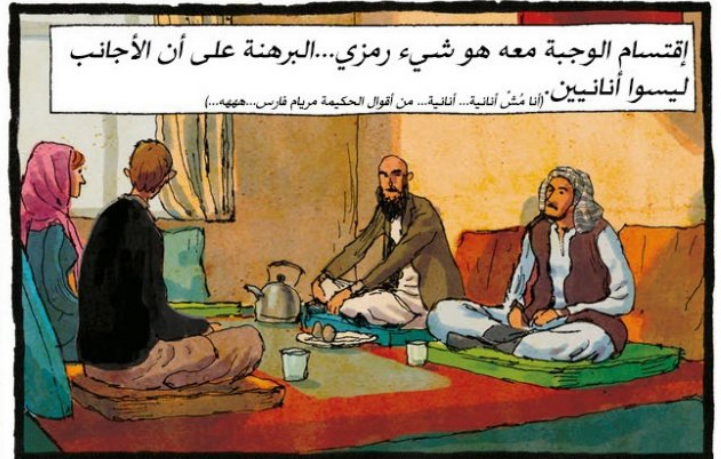 إقتسام الوجبة معه هو شيء رمزي...البرهنة على أن الأجانب
ليسوا أنانيين.
(أنا مُشْ أنانية... أنانية... من أقوال الحكيمة مريام فارس...هههه...)